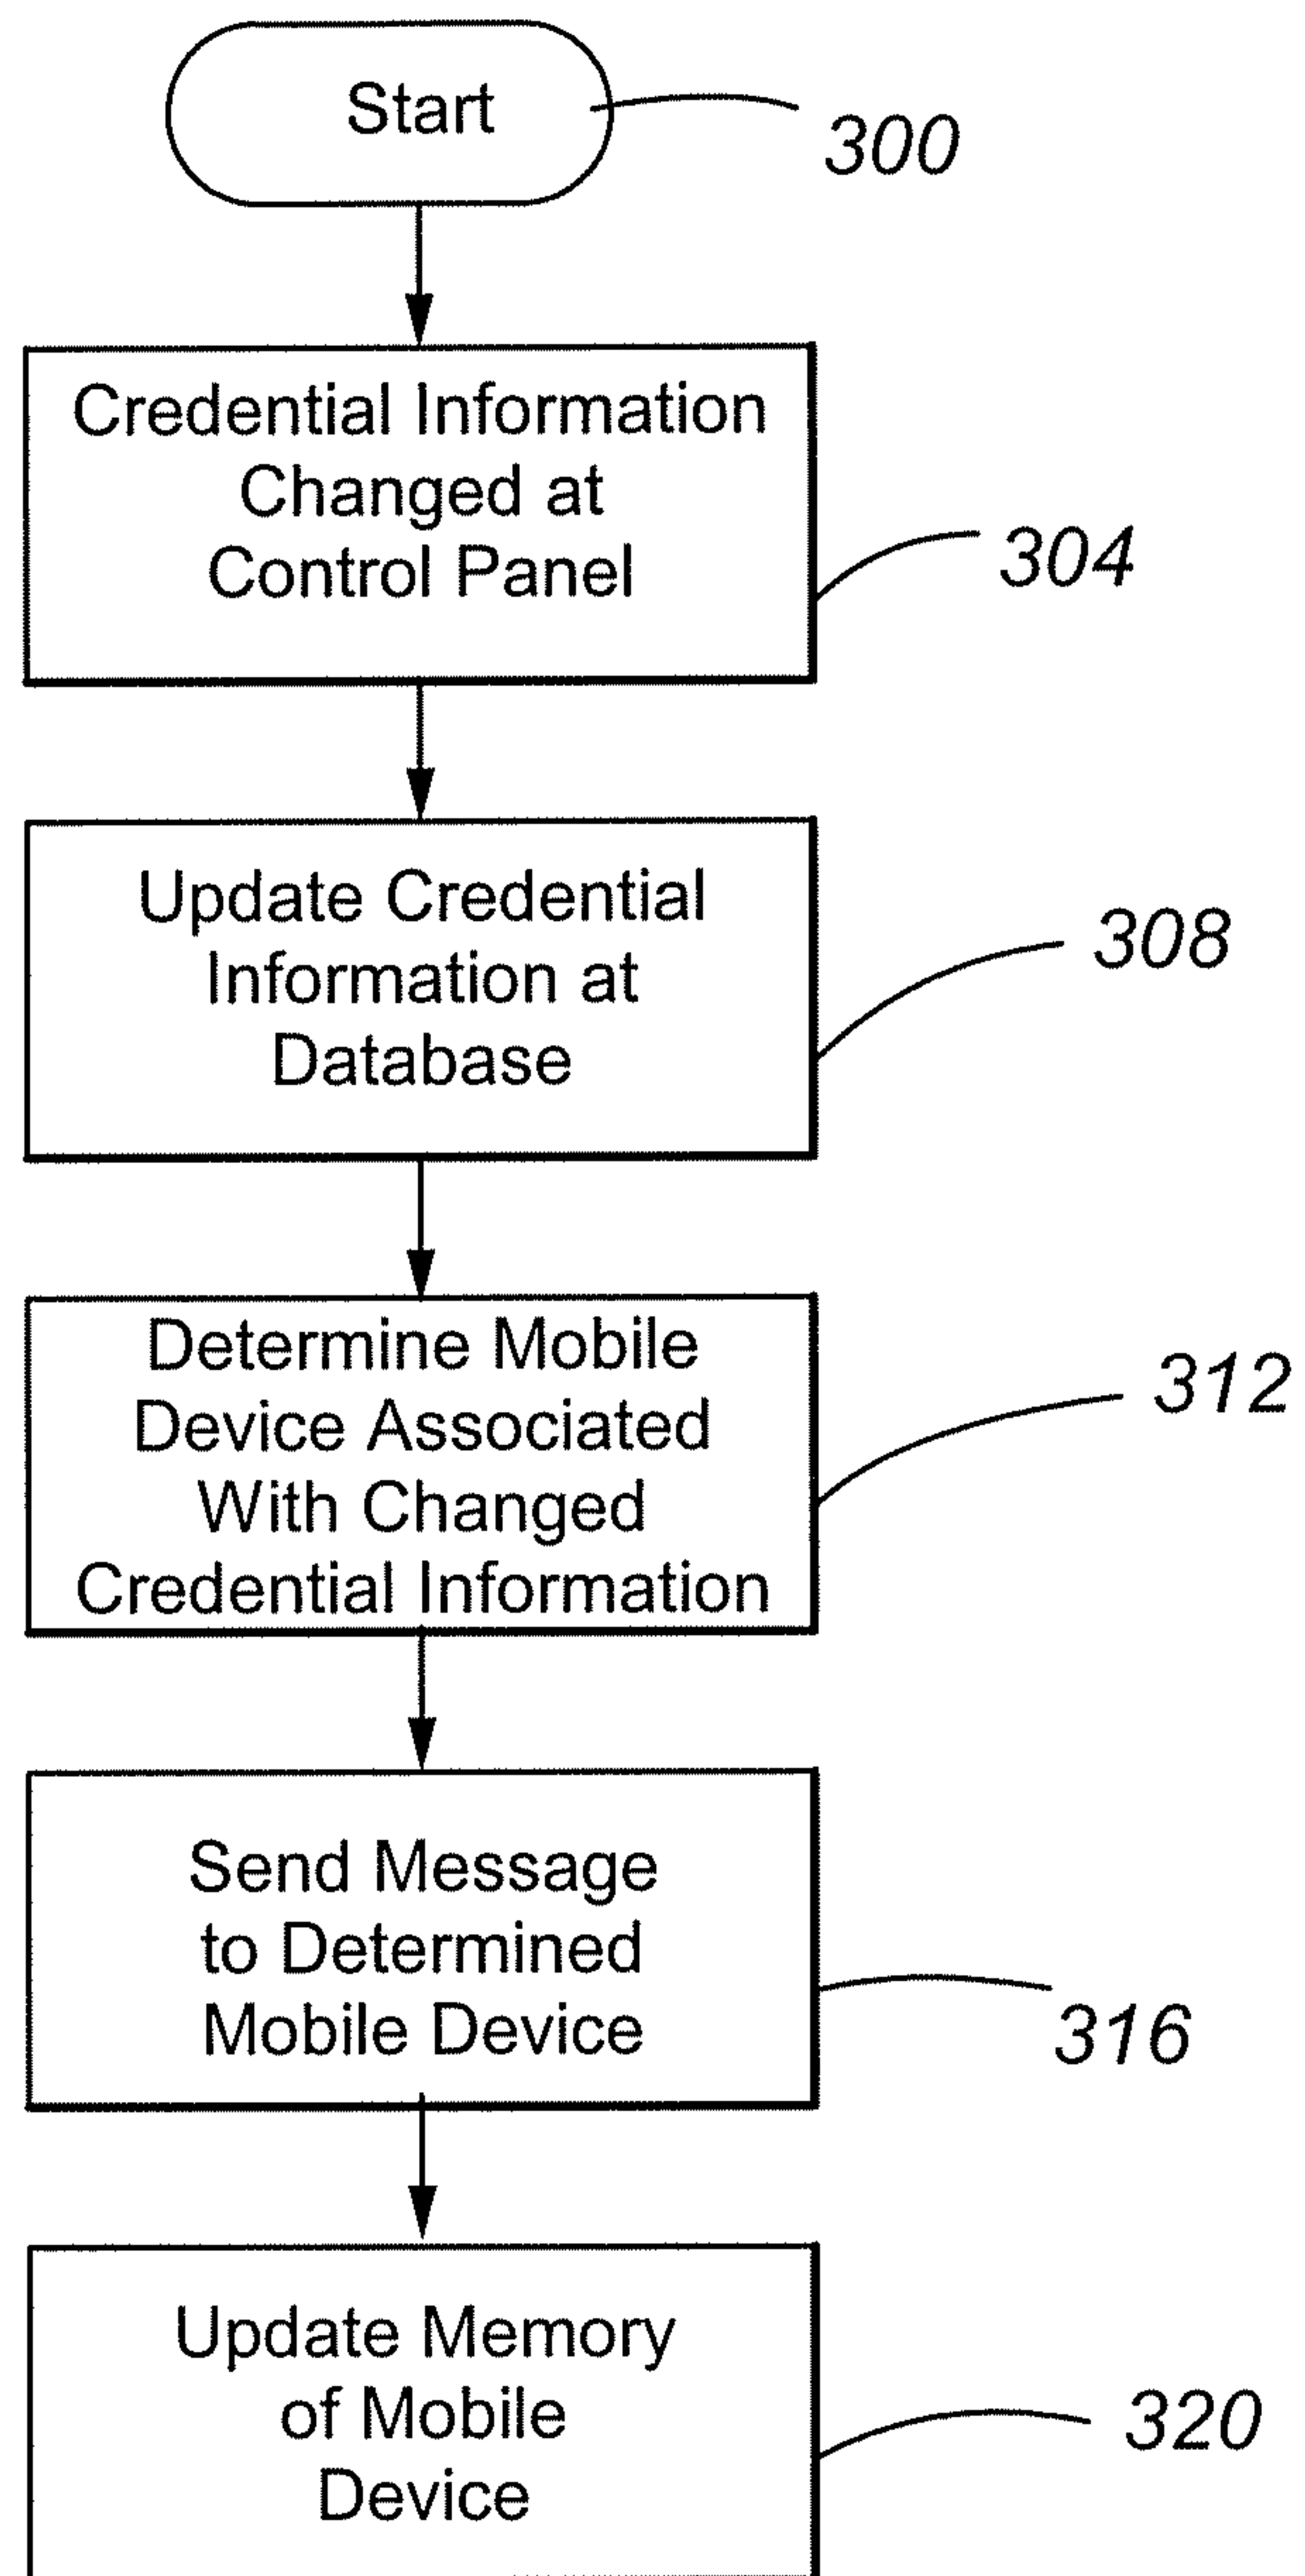 Start
300
Credential Information
Changed at
Control Panel
304
Update Credential
Information at
Database
308
Determine Mobile
Device Associated
With Changed
Credential Information
312
Send Message
to Determined
Mobile Device
316
Update Memory
of Mobile
Device
320